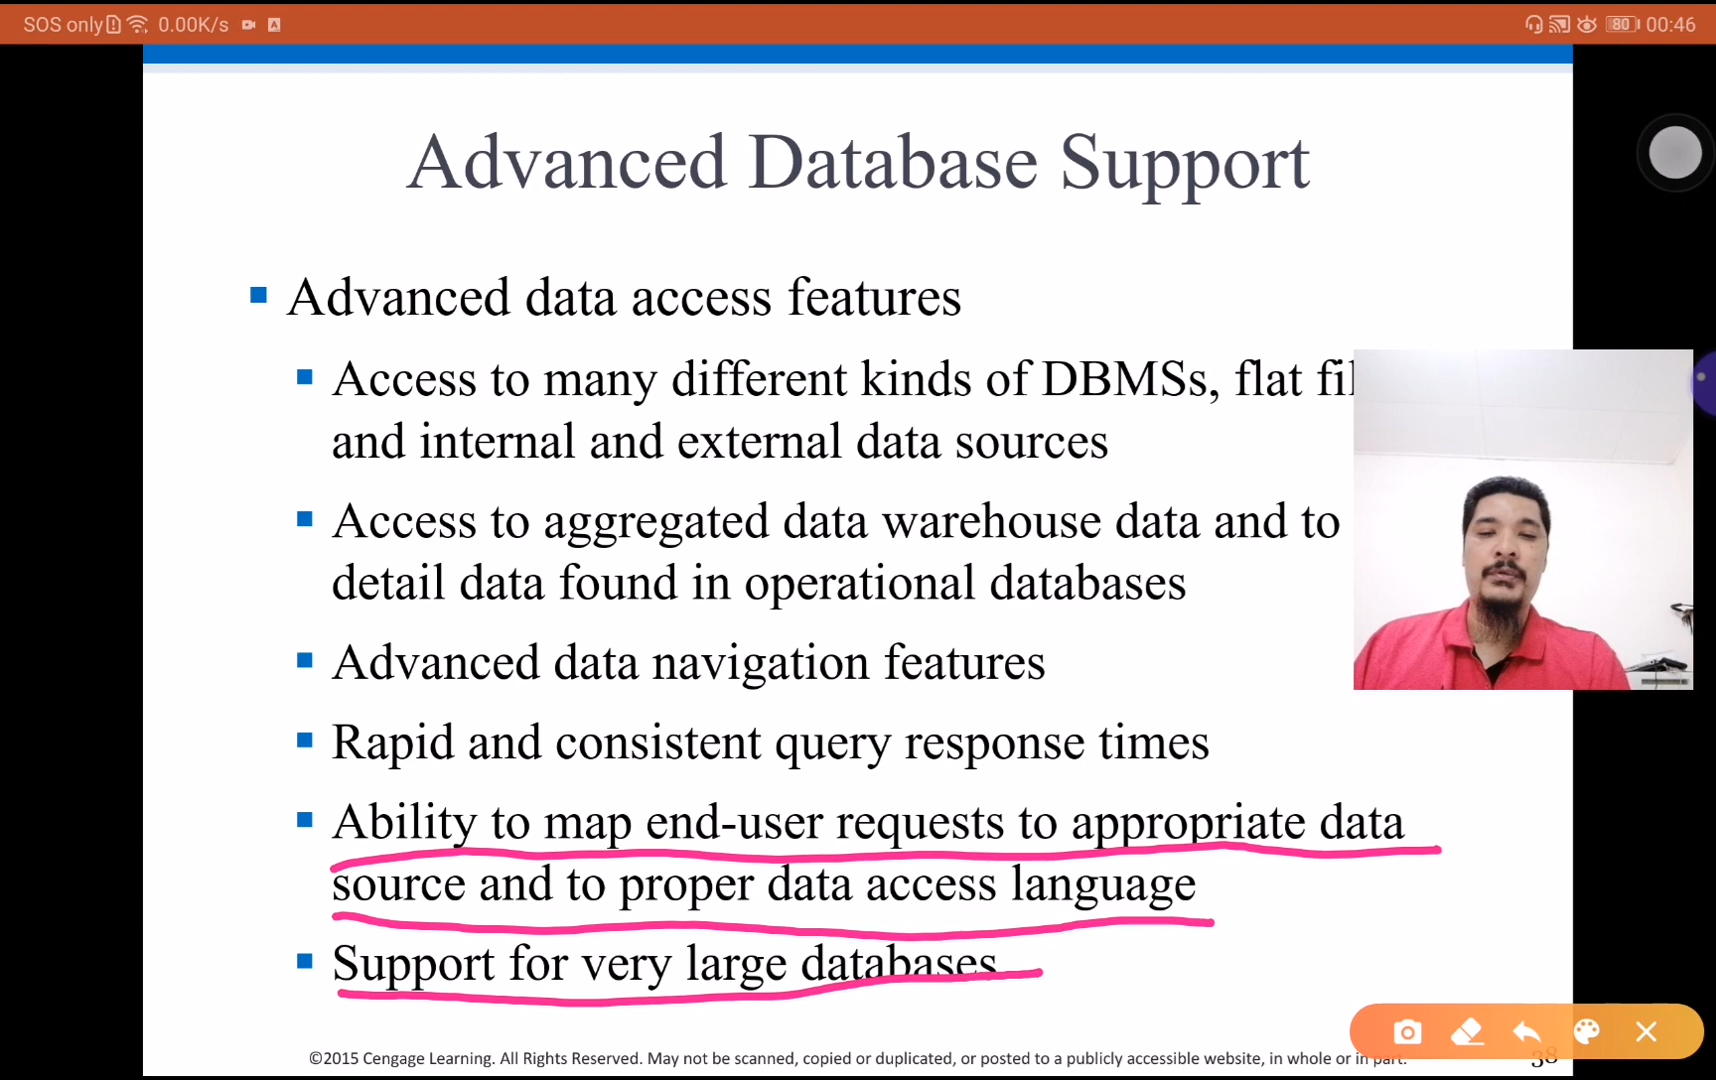 SOS only 0.00K/s 80 00:46
Advanced Database Support
Advanced data access features
Access to many different kinds of DBMSs, flat
and internal and external data sources
Access to aggregated data warehouse data and to
detail data found in operational databases
Advanced data navigation features
Rapid and consistent query response times
Ability to map end-user requests to appropriate data
source and to proper data access language
Support for very large databases
©2015 Cengage Learning. All Rights Reserved. May not be scanned, copied or duplicated, or posted to a publicly accessible website, in whole or in part.
38